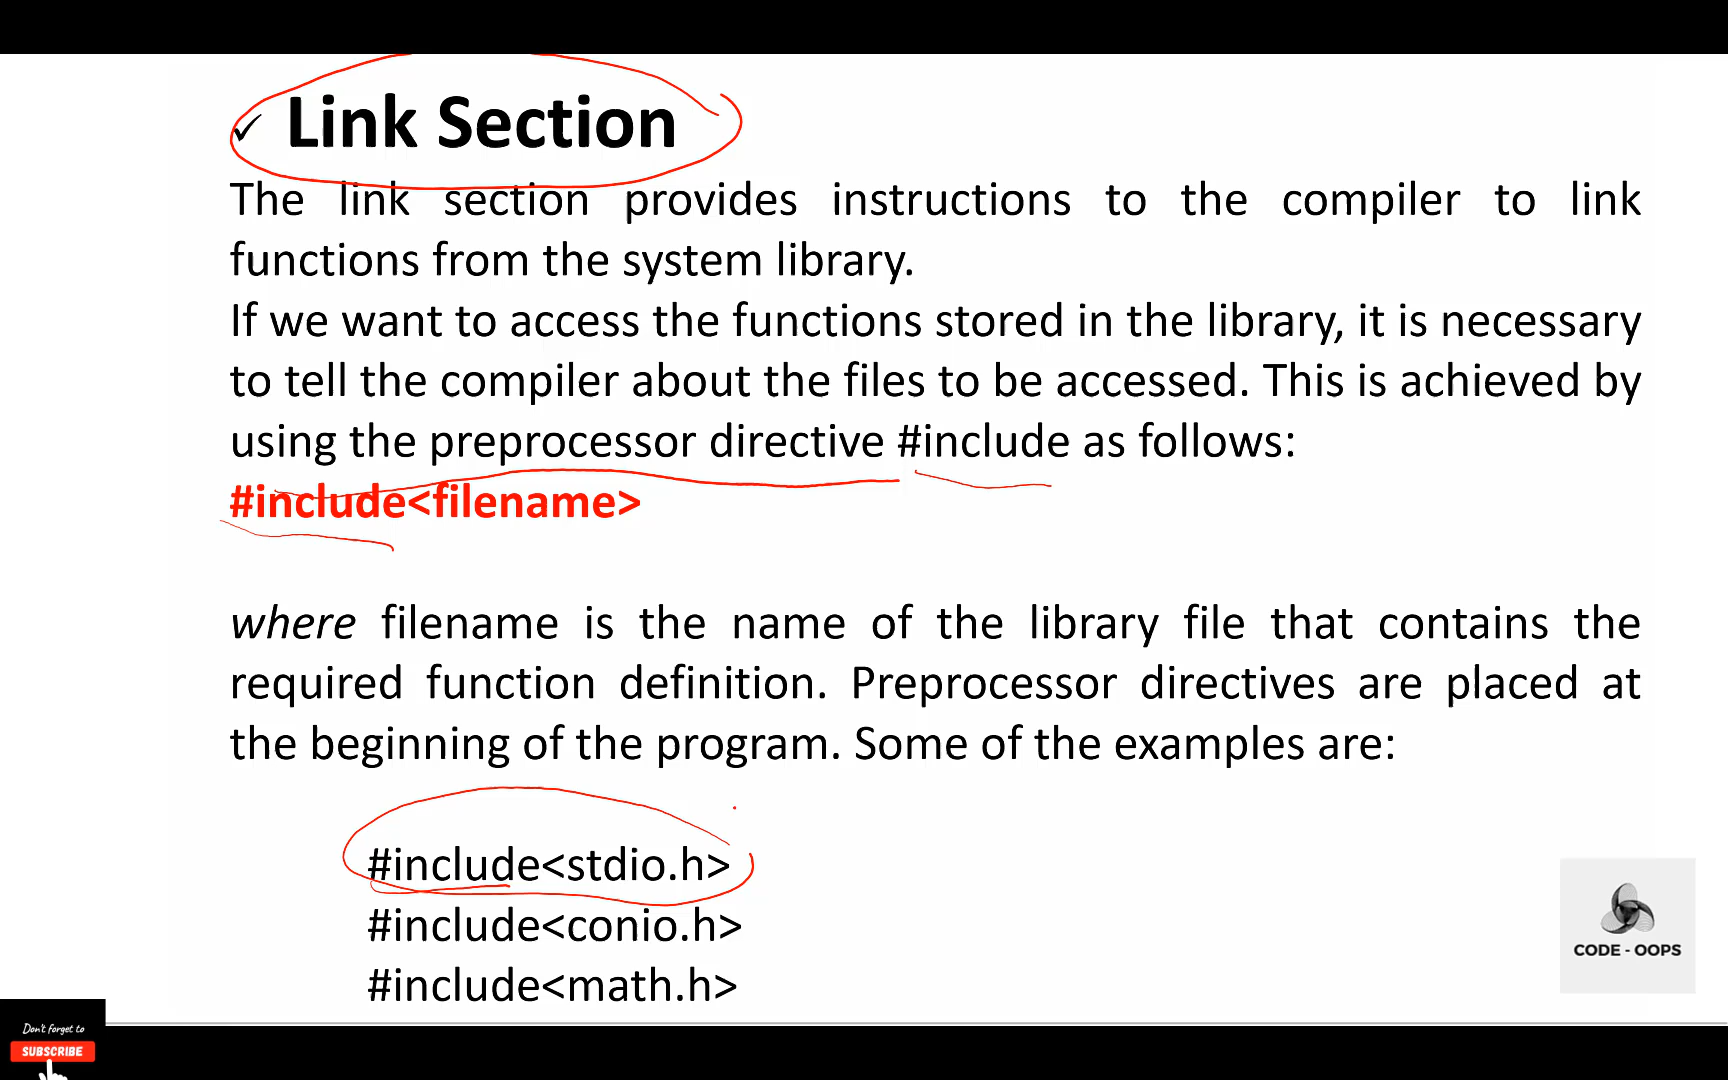 ✓ Link Section
The link section provides instructions to the compiler to link
functions from the system library.
If we want to access the functions stored in the library, it is necessary
to tell the compiler about the files to be accessed. This is achieved by
using the preprocessor directive #include as follows:
#include<filename>
where filename is the name of the library file that contains the
required function definition. Preprocessor directives are placed at
the beginning of the program. Some of the examples are:
#include<stdio.h>
#include<conio.h>
#include<math.h>
CODE - OOPS
Don't forget to
SUBSCRIBE